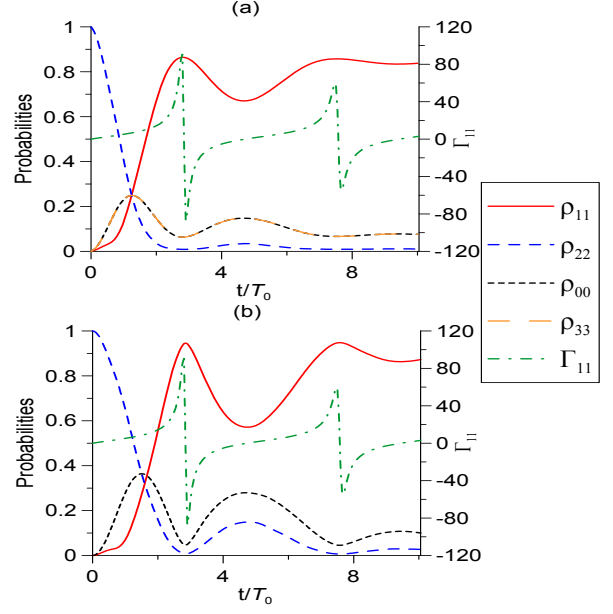 (a)
1
0.8
0.6
0.4
0.2
0
Probabilities
120
80
40
0
-40
-80
-120
Γ₁₁
0 4 8
t/T₀
ρ₁₁
ρ₂₂
ρ₀₀
ρ₃₃
Γ₁₁
(b)
1
0.8
0.6
0.4
0.2
0
Probabilities
120
80
40
0
-40
-80
-120
Γ₁₁
0 4 8
t/T₀